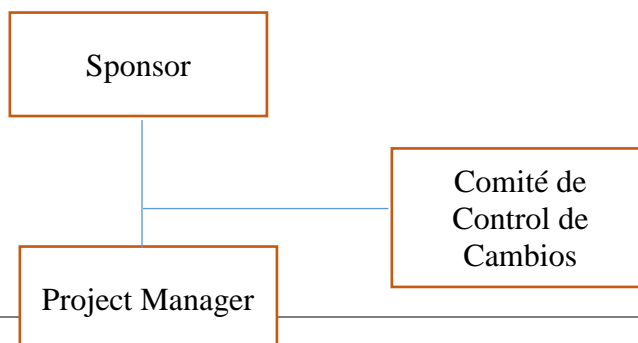 Sponsor
Comité de
Control de
Cambios
Project Manager